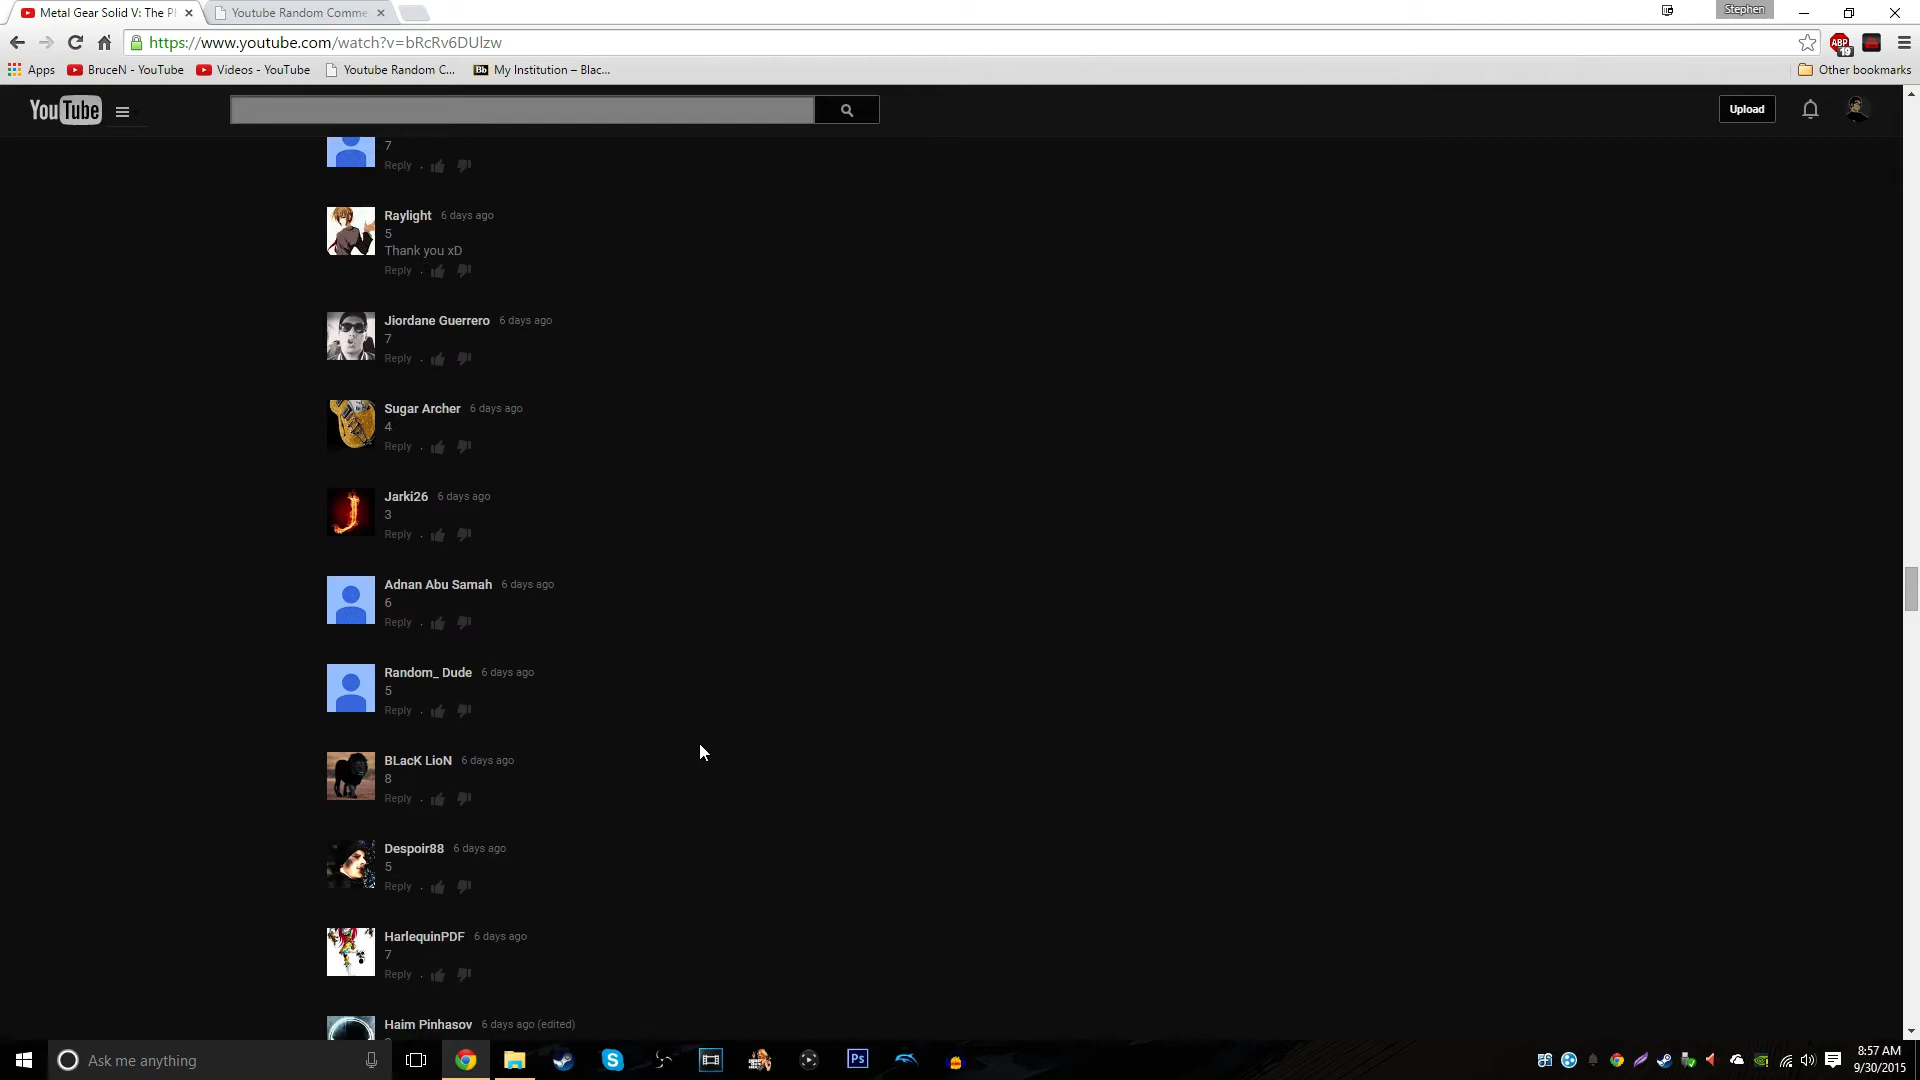 Metal Gear Solid V: The P
Youtube Random Comme
Stephen
https://www.youtube.com/watch?v=bRcRv6DUlzw
ABP
19
Apps
BruceN - YouTube
Videos - YouTube
Youtube Random C...
Bb
My Institution – Blac...
Other bookmarks
YouTube
Upload
7
Reply .
Raylight 6 days ago
5
Thank you xD
Reply .
Jiordane Guerrero 6 days ago
7
Reply .
Sugar Archer 6 days ago
4
Reply .
Jarki26 6 days ago
3
Reply .
Adnan Abu Samah 6 days ago
6
Reply .
Random_ Dude 6 days ago
5
Reply .
BLacK LioN 6 days ago
8
Reply .
Despoir88 6 days ago
5
Reply .
HarlequinPDF 6 days ago
7
Reply .
Haim Pinhasov 6 days ago (edited)
Ask me anything
Ps
8:57 AM
9/30/2015